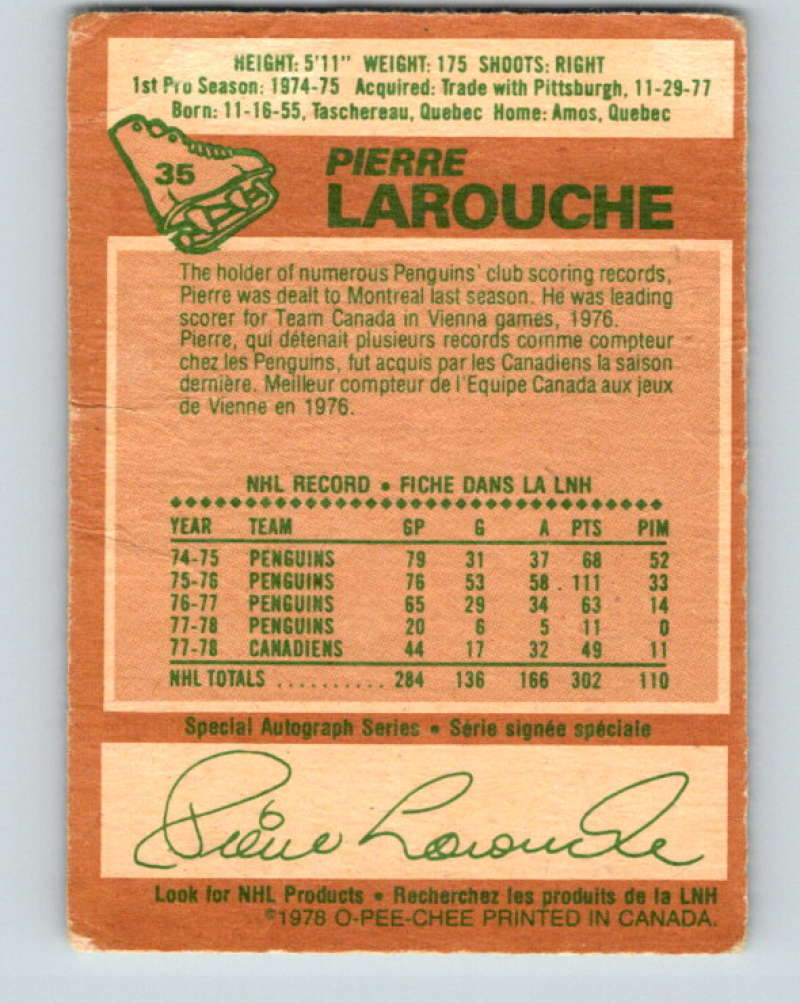 HEIGHT: 5'11" WEIGHT: 175 SHOOTS: RIGHT
1st Pro Season: 1974-75 Acquired: Trade with Pittsburgh, 11-29-77
Born: 11-16-55, Taschereau, Quebec Home: Amos, Quebec
35
PIERRE
LAROUCHE
The holder of numerous Penguins' club scoring records,
Pierre was dealt to Montreal last season. He was leading
scorer for Team Canada in Vienna games, 1976.
Pierre, qui détenait plusieurs records comme compteur
chez les Penguins, fut acquis par les Canadiens la saison
dernière. Meilleur compteur de l'Equipe Canada aux jeux
de Vienne en 1976.
NHL RECORD • FICHE DANS LA LNH
YEAR TEAM GP G A PTS PIM
74-75 PENGUINS 79 31 37 68 52
75-76 PENGUINS 76 53 58 111 33
76-77 PENGUINS 65 29 34 63 14
77-78 PENGUINS 20 6 5 11 0
77-78 CANADIENS 44 17 32 49 11
NHL TOTALS .......... 284 136 166 302 110
Special Autograph Series • Série signée spéciale
Pierre Larouche
Look for NHL Products • Recherchez les produits de la LNH
©1978 O-PEE-CHEE PRINTED IN CANADA.